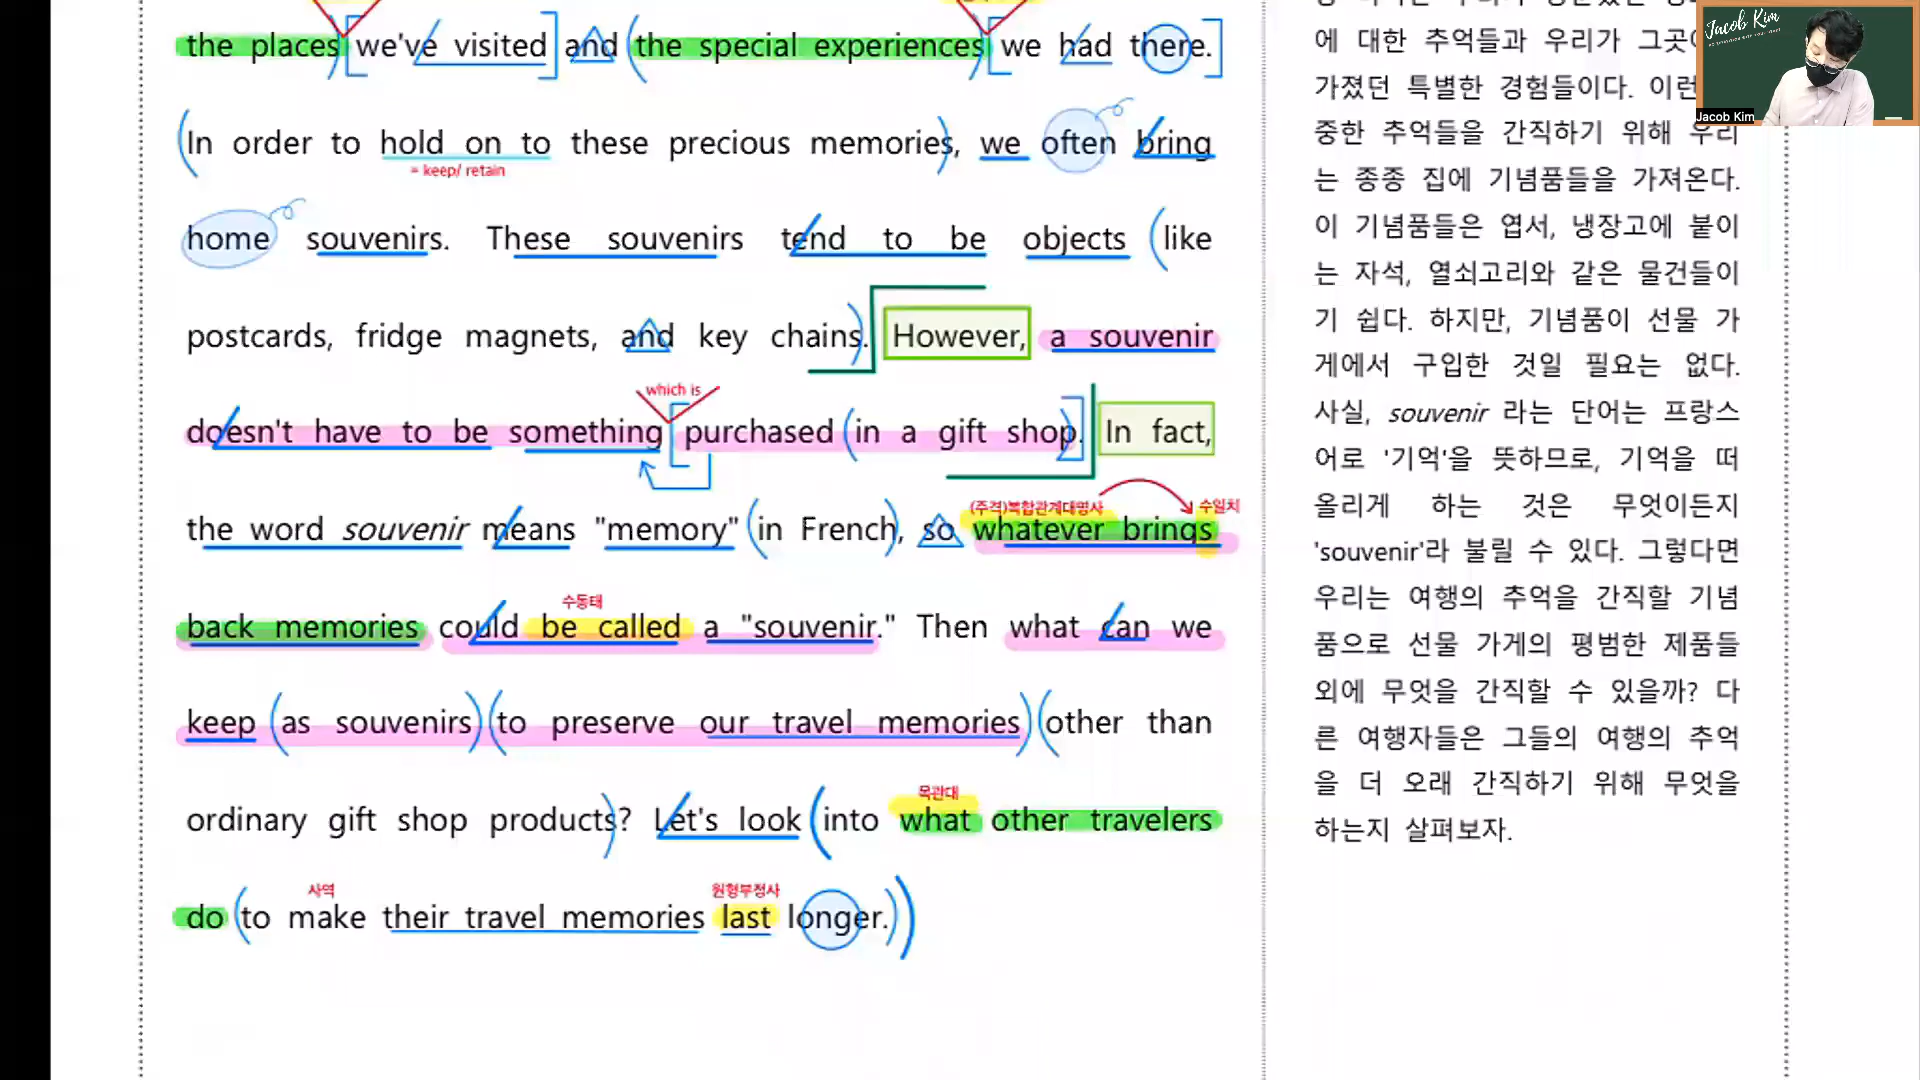 the places we've visited and the special experiences we had there.
In order to hold on to these precious memories, we often bring
= keep/ retain
home souvenirs. These souvenirs tend to be objects (like
postcards, fridge magnets, and key chains). However, a souvenir
which is
doesn't have to be something purchased (in a gift shop. In fact,
(주격)복합관계대명사 수일치
the word souvenir means "memory" (in French), so whatever brings
수동태
back memories could be called a "souvenir." Then what can we
keep (as souvenirs) (to preserve our travel memories) (other than
목관대
ordinary gift shop products)? Let's look (into what other travelers
사역 원형부정사
do (to make their travel memories last longer.))
에 대한 추억들과 우리가 그곳
가졌던 특별한 경험들이다. 이런
중한 추억들을 간직하기 위해 우리
는 종종 집에 기념품들을 가져온다.
이 기념품들은 엽서, 냉장고에 붙이
는 자석, 열쇠고리와 같은 물건들이
기 쉽다. 하지만, 기념품이 선물 가
게에서 구입한 것일 필요는 없다.
사실, souvenir 라는 단어는 프랑스
어로 '기억'을 뜻하므로, 기억을 떠
올리게 하는 것은 무엇이든지
'souvenir'라 불릴 수 있다. 그렇다면
우리는 여행의 추억을 간직할 기념
품으로 선물 가게의 평범한 제품들
외에 무엇을 간직할 수 있을까? 다
른 여행자들은 그들의 여행의 추억
을 더 오래 간직하기 위해 무엇을
하는지 살펴보자.
Jacob Kim
Jacob Kim